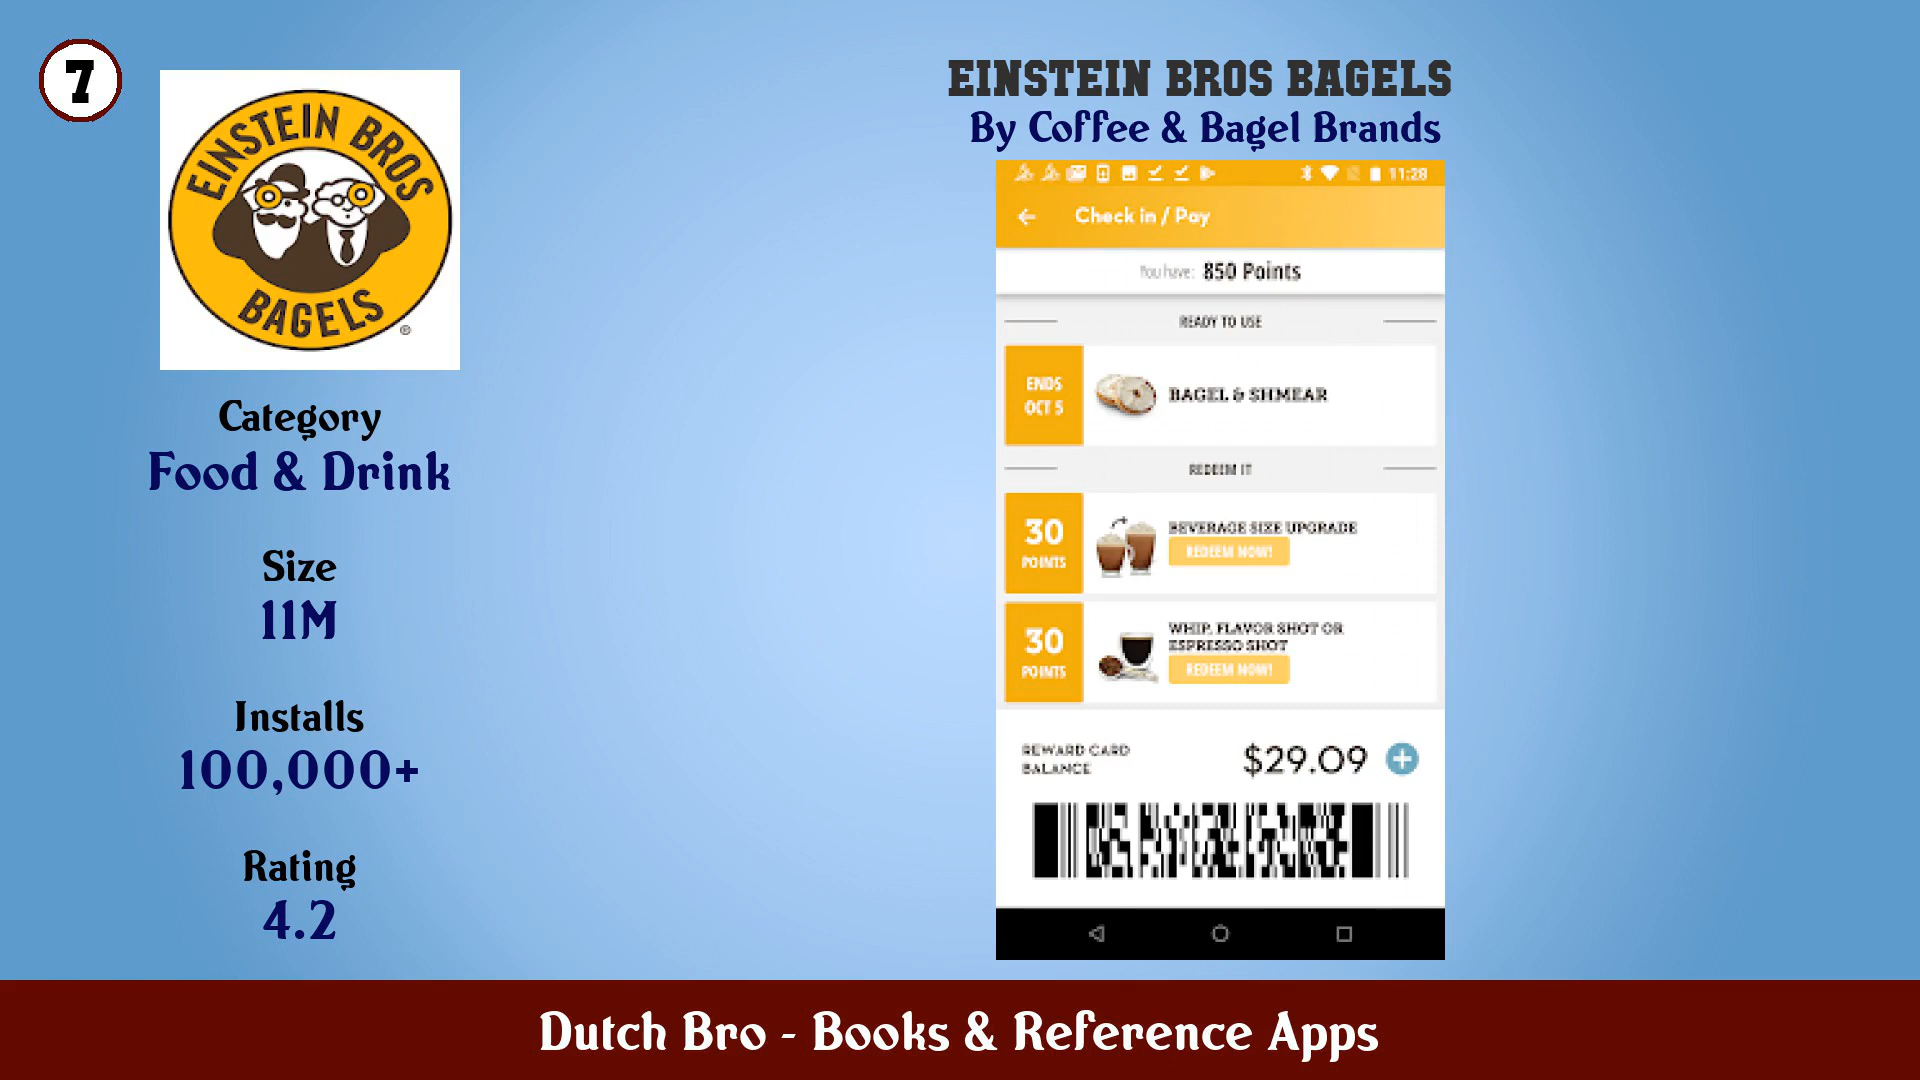 7
EINSTEIN BROS
BAGELS
®
Category
Food & Drink
Size
11M
Installs
100,000+
Rating
4.2
EINSTEIN BROS BAGELS
By Coffee & Bagel Brands
11:28
Check in / Pay
You have: 850 Points
READY TO USE
ENDS
OCT 5
BAGEL & SHMEAR
REDEEM IT
30
POINTS
BEVERAGE SIZE UPGRADE
REDEEM NOW!
30
POINTS
WHIP, FLAVOR SHOT OR
ESPRESSO SHOT
REDEEM NOW!
REWARD CARD
BALANCE
$29.09
Dutch Bro - Books & Reference Apps